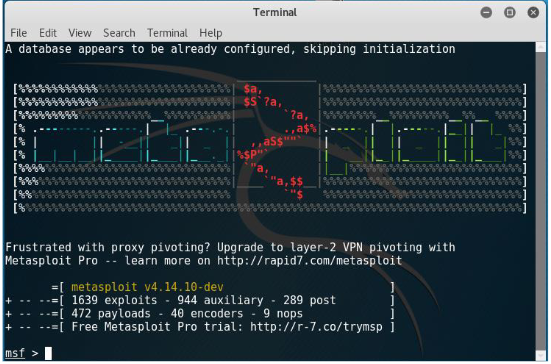 Terminal
File Edit View Search Terminal Help
A database appears to be already configured, skipping initialization
metasploit
Frustrated with proxy pivoting? Upgrade to layer-2 VPN pivoting with
Metasploit Pro -- learn more on http://rapid7.com/metasploit
=[ metasploit v4.14.10-dev ]
+ -- --=[ 1639 exploits - 944 auxiliary - 289 post ]
+ -- --=[ 472 payloads - 40 encoders - 9 nops ]
+ -- --=[ Free Metasploit Pro trial: http://r-7.co/trymsp ]
msf >